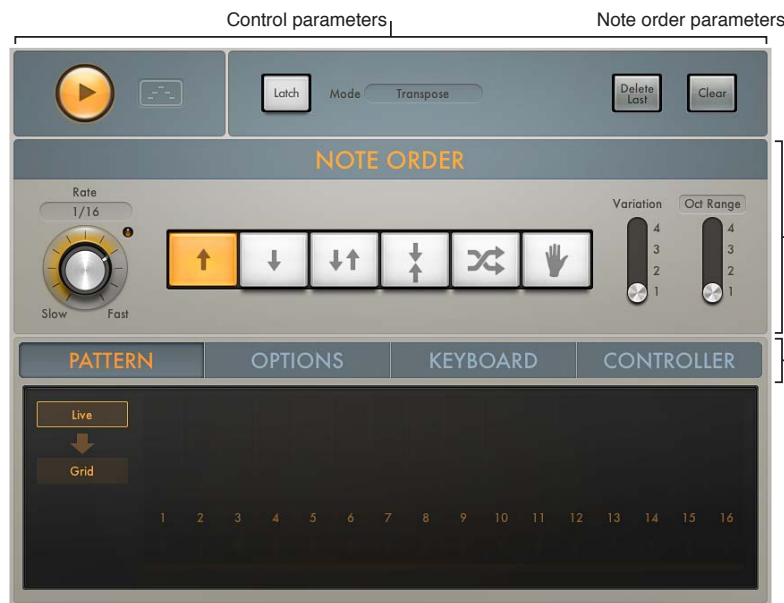 Control parameters Note order parameters
Latch Mode Transpose Delete Last Clear
NOTE ORDER
Rate
1/16
Slow Fast
Variation Oct Range
4 4
3 3
2 2
1 1
PATTERN OPTIONS KEYBOARD CONTROLLER
Live
Grid
1 2 3 4 5 6 7 8 9 10 11 12 13 14 15 16